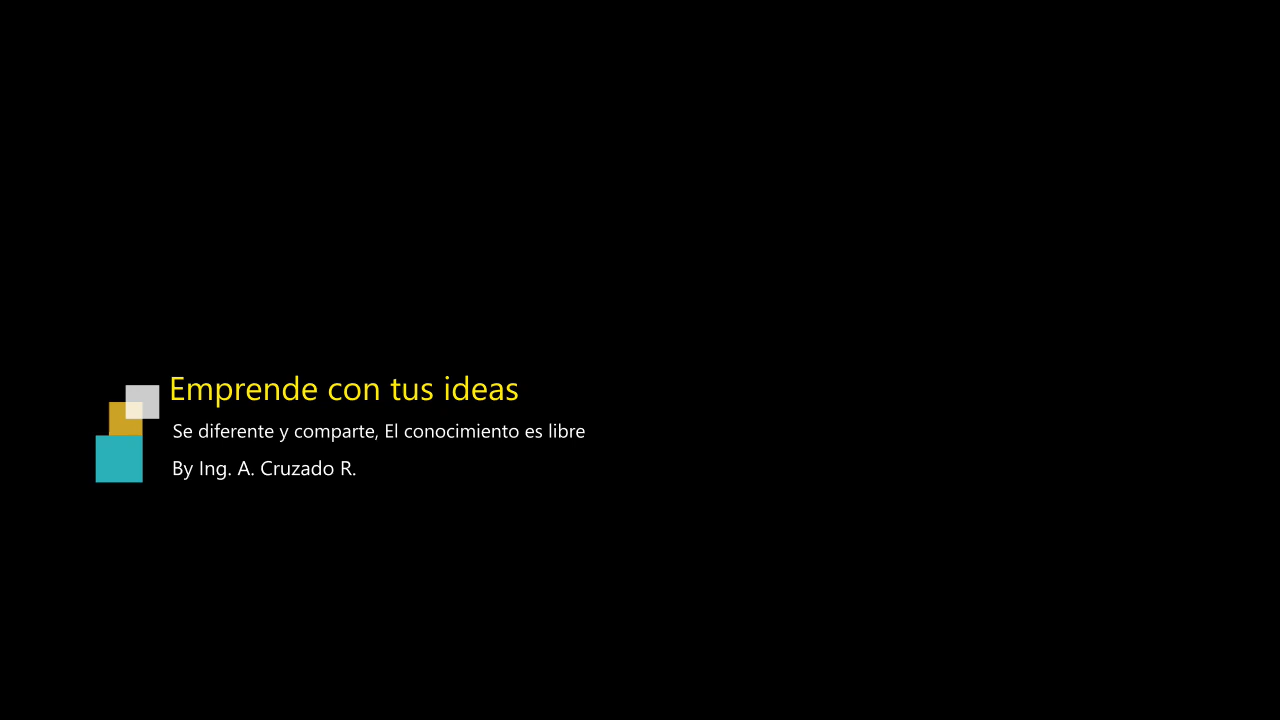 Emprende con tus ideas
Se diferente y comparte, El conocimiento es libre
By Ing. A. Cruzado R.